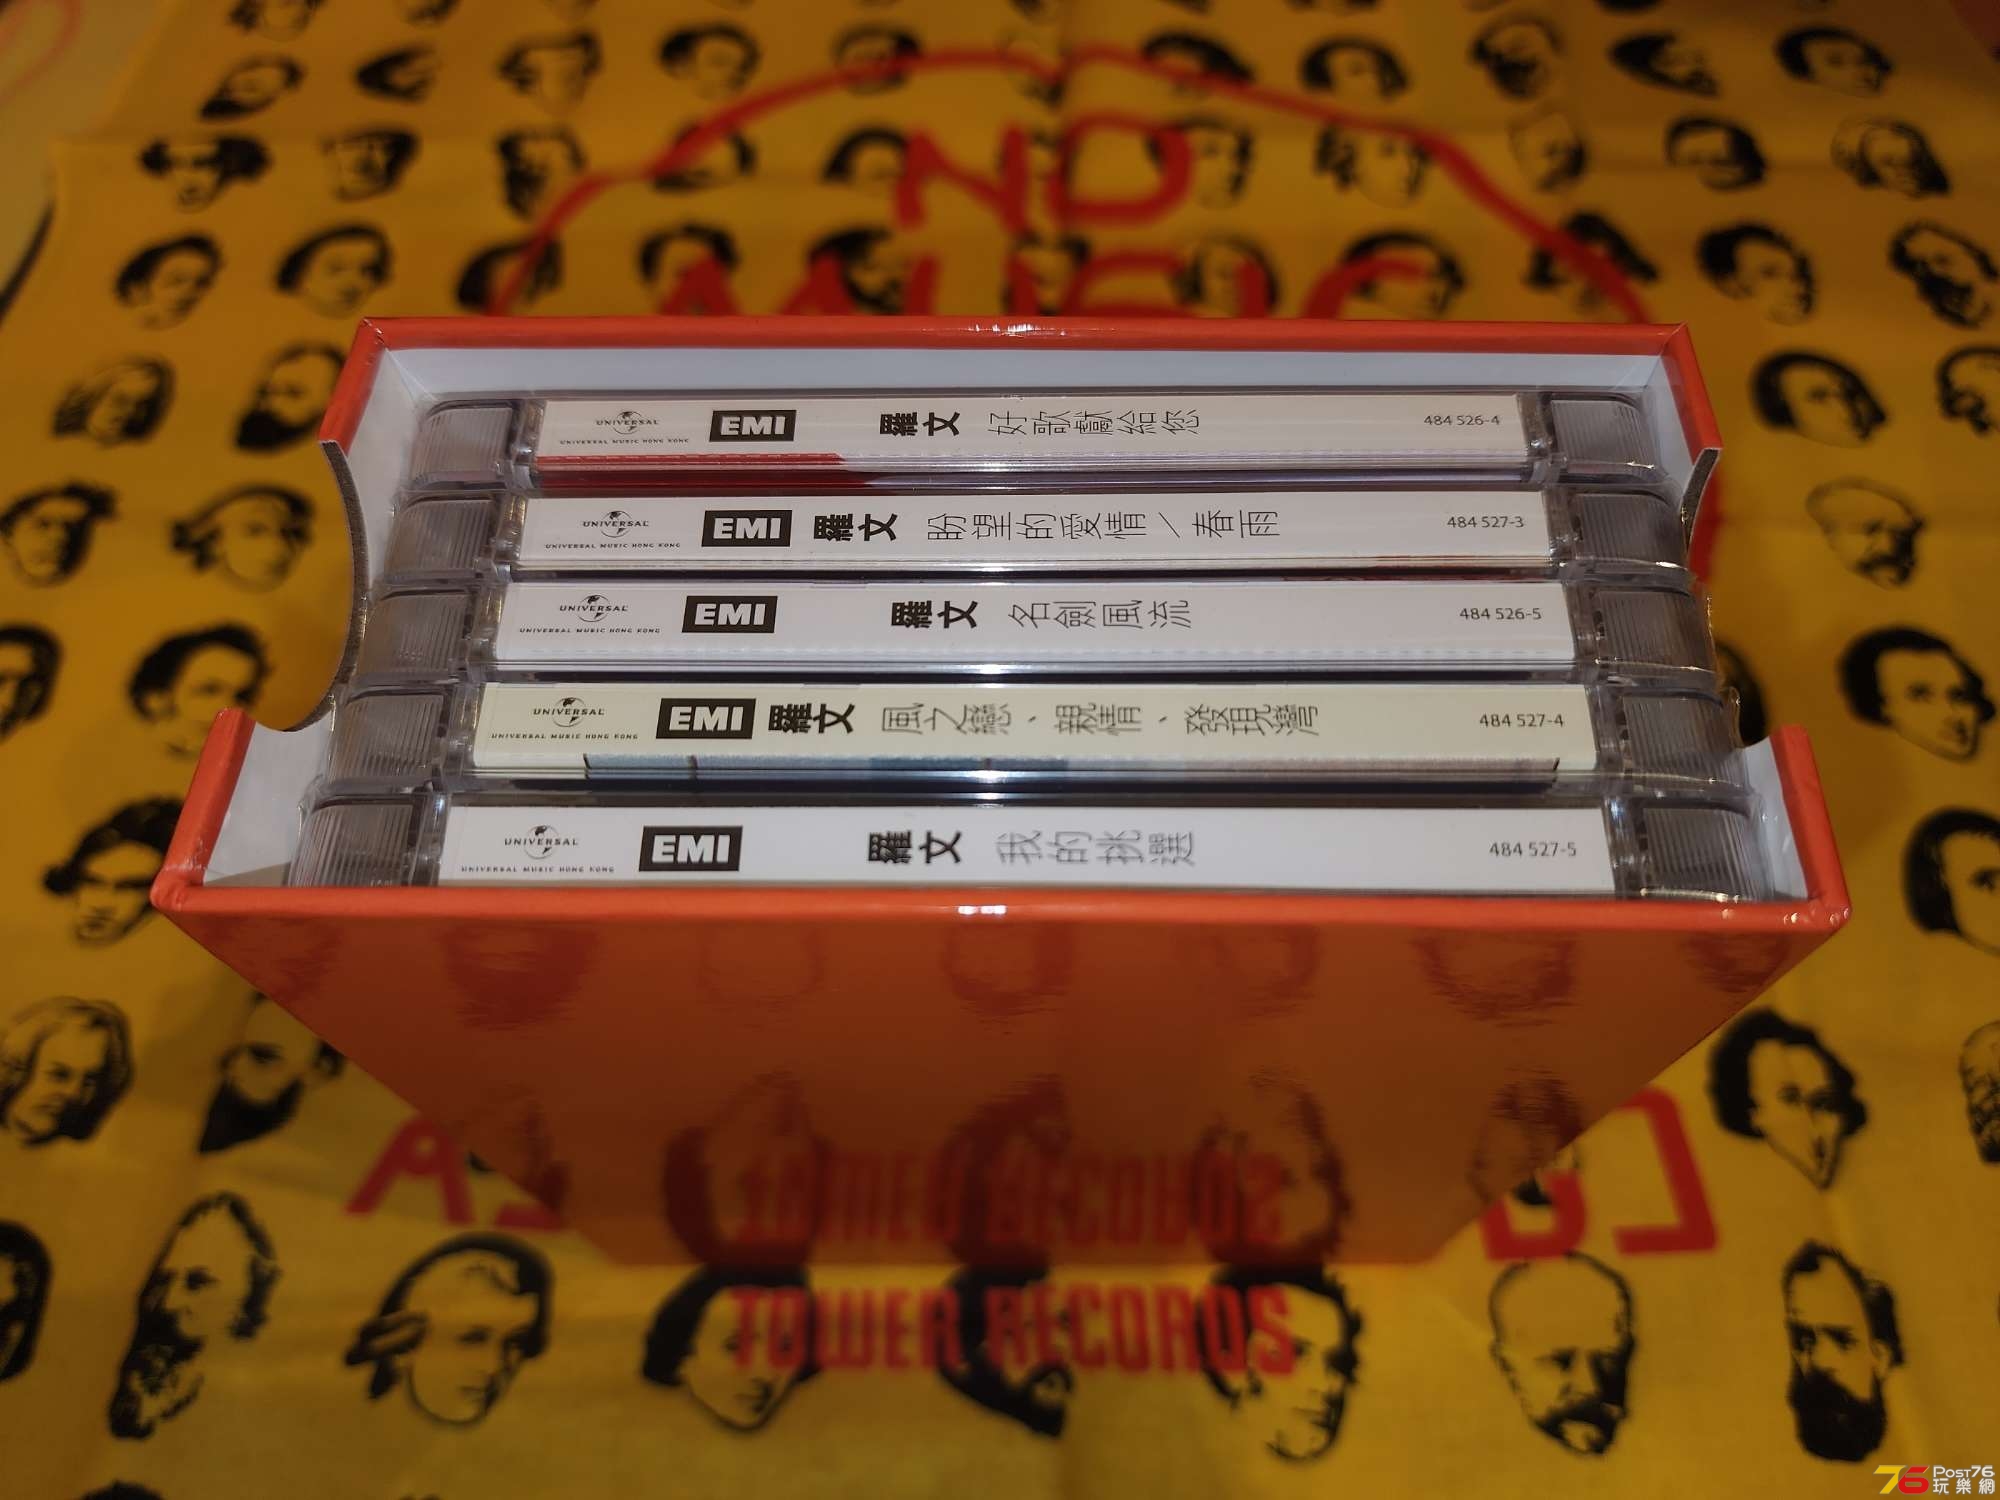 NO
MUSIC
UNIVERSAL
UNIVERSAL MUSIC HONG KONG
EMI 羅文 好歌獻給您 484 526-4
UNIVERSAL
UNIVERSAL MUSIC HONG KONG
EMI 羅文 盼望的愛情/春雨 484 527-3
UNIVERSAL
UNIVERSAL MUSIC HONG KONG
EMI 羅文 名劍風流 484 526-5
UNIVERSAL
UNIVERSAL MUSIC HONG KONG
EMI 羅文 風之戀、親情、發現灣 484 527-4
UNIVERSAL
UNIVERSAL MUSIC HONG KONG
EMI 羅文 我的挑選 484 527-5
TOWER RECORDS
76 POST76
玩樂網